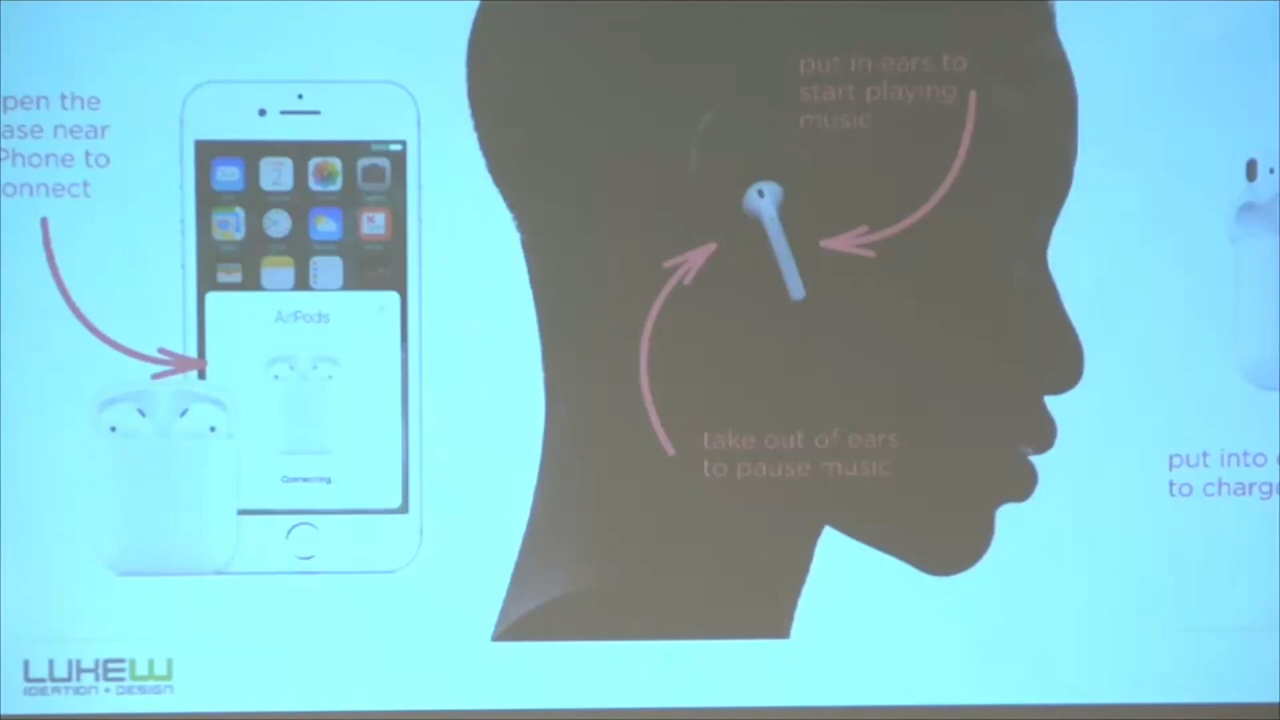 pen the
ase near
Phone to
onnect
AirPods
Connecting...
put in ears to
start playing
music
take out of ears
to pause music
put into
to charg
LUKEW
IDEATION + DESIGN